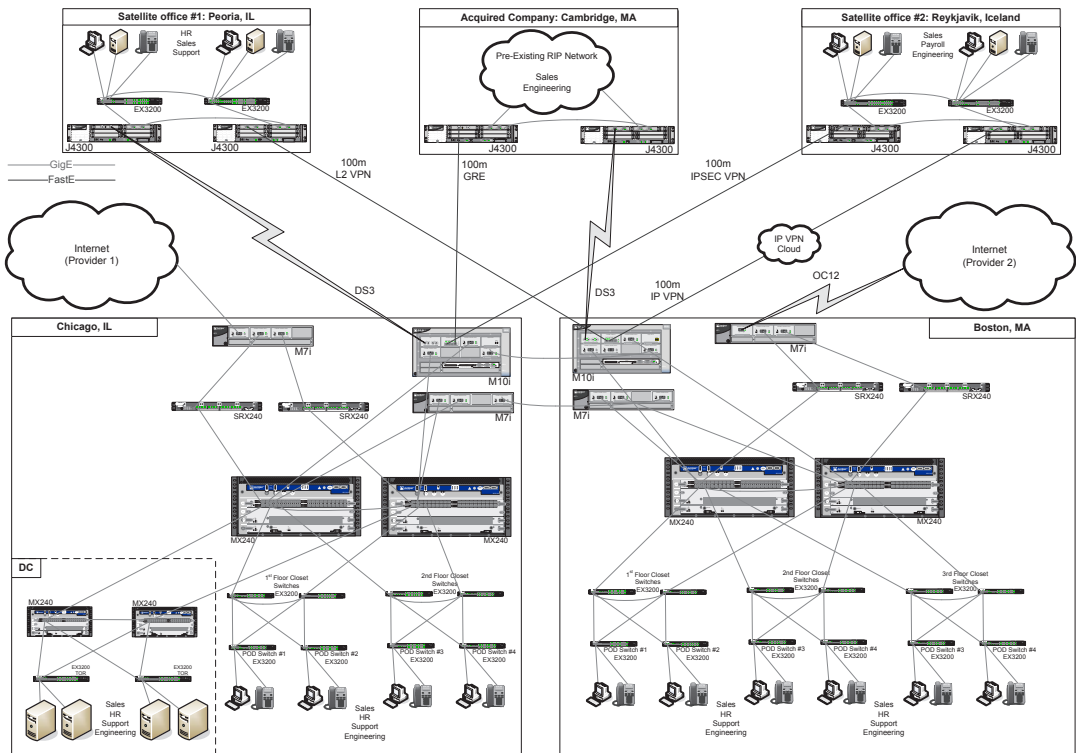 Satellite office #1: Peoria, IL
HR
Sales
Support
EX3200
EX3200
J4300
J4300
Acquired Company: Cambridge, MA
Pre-Existing RIP Network
Sales
Engineering
J4300
J4300
Satellite office #2: Reykjavik, Iceland
Sales
Payroll
Engineering
EX3200
EX3200
J4300
J4300
GigE
FastE
100m
L2 VPN
100m
GRE
100m
IPSEC VPN
Internet
(Provider 1)
IP VPN
Cloud
Internet
(Provider 2)
DS3
DS3
100m
IP VPN
OC12
Chicago, IL
M7i
M10i
M7i
SRX240
SRX240
MX240
MX240
DC
MX240
MX240
EX3200
TOR
EX3200
TOR
Sales
HR
Support
Engineering
1st Floor Closet
Switches
EX3200
2nd Floor Closet
Switches
EX3200
POD Switch #1
EX3200
POD Switch #2
EX3200
POD Switch #3
EX3200
POD Switch #4
EX3200
Sales
HR
Support
Engineering
Boston, MA
M10i
M7i
M7i
SRX240
SRX240
MX240
MX240
1st Floor Closet
Switches
EX3200
2nd Floor Closet
Switches
EX3200
3rd Floor Closet
Switches
EX3200
POD Switch #1
EX3200
POD Switch #2
EX3200
POD Switch #3
EX3200
POD Switch #4
EX3200
POD Switch #3
EX3200
POD Switch #4
EX3200
Sales
HR
Support
Engineering
Sales
HR
Support
Engineering